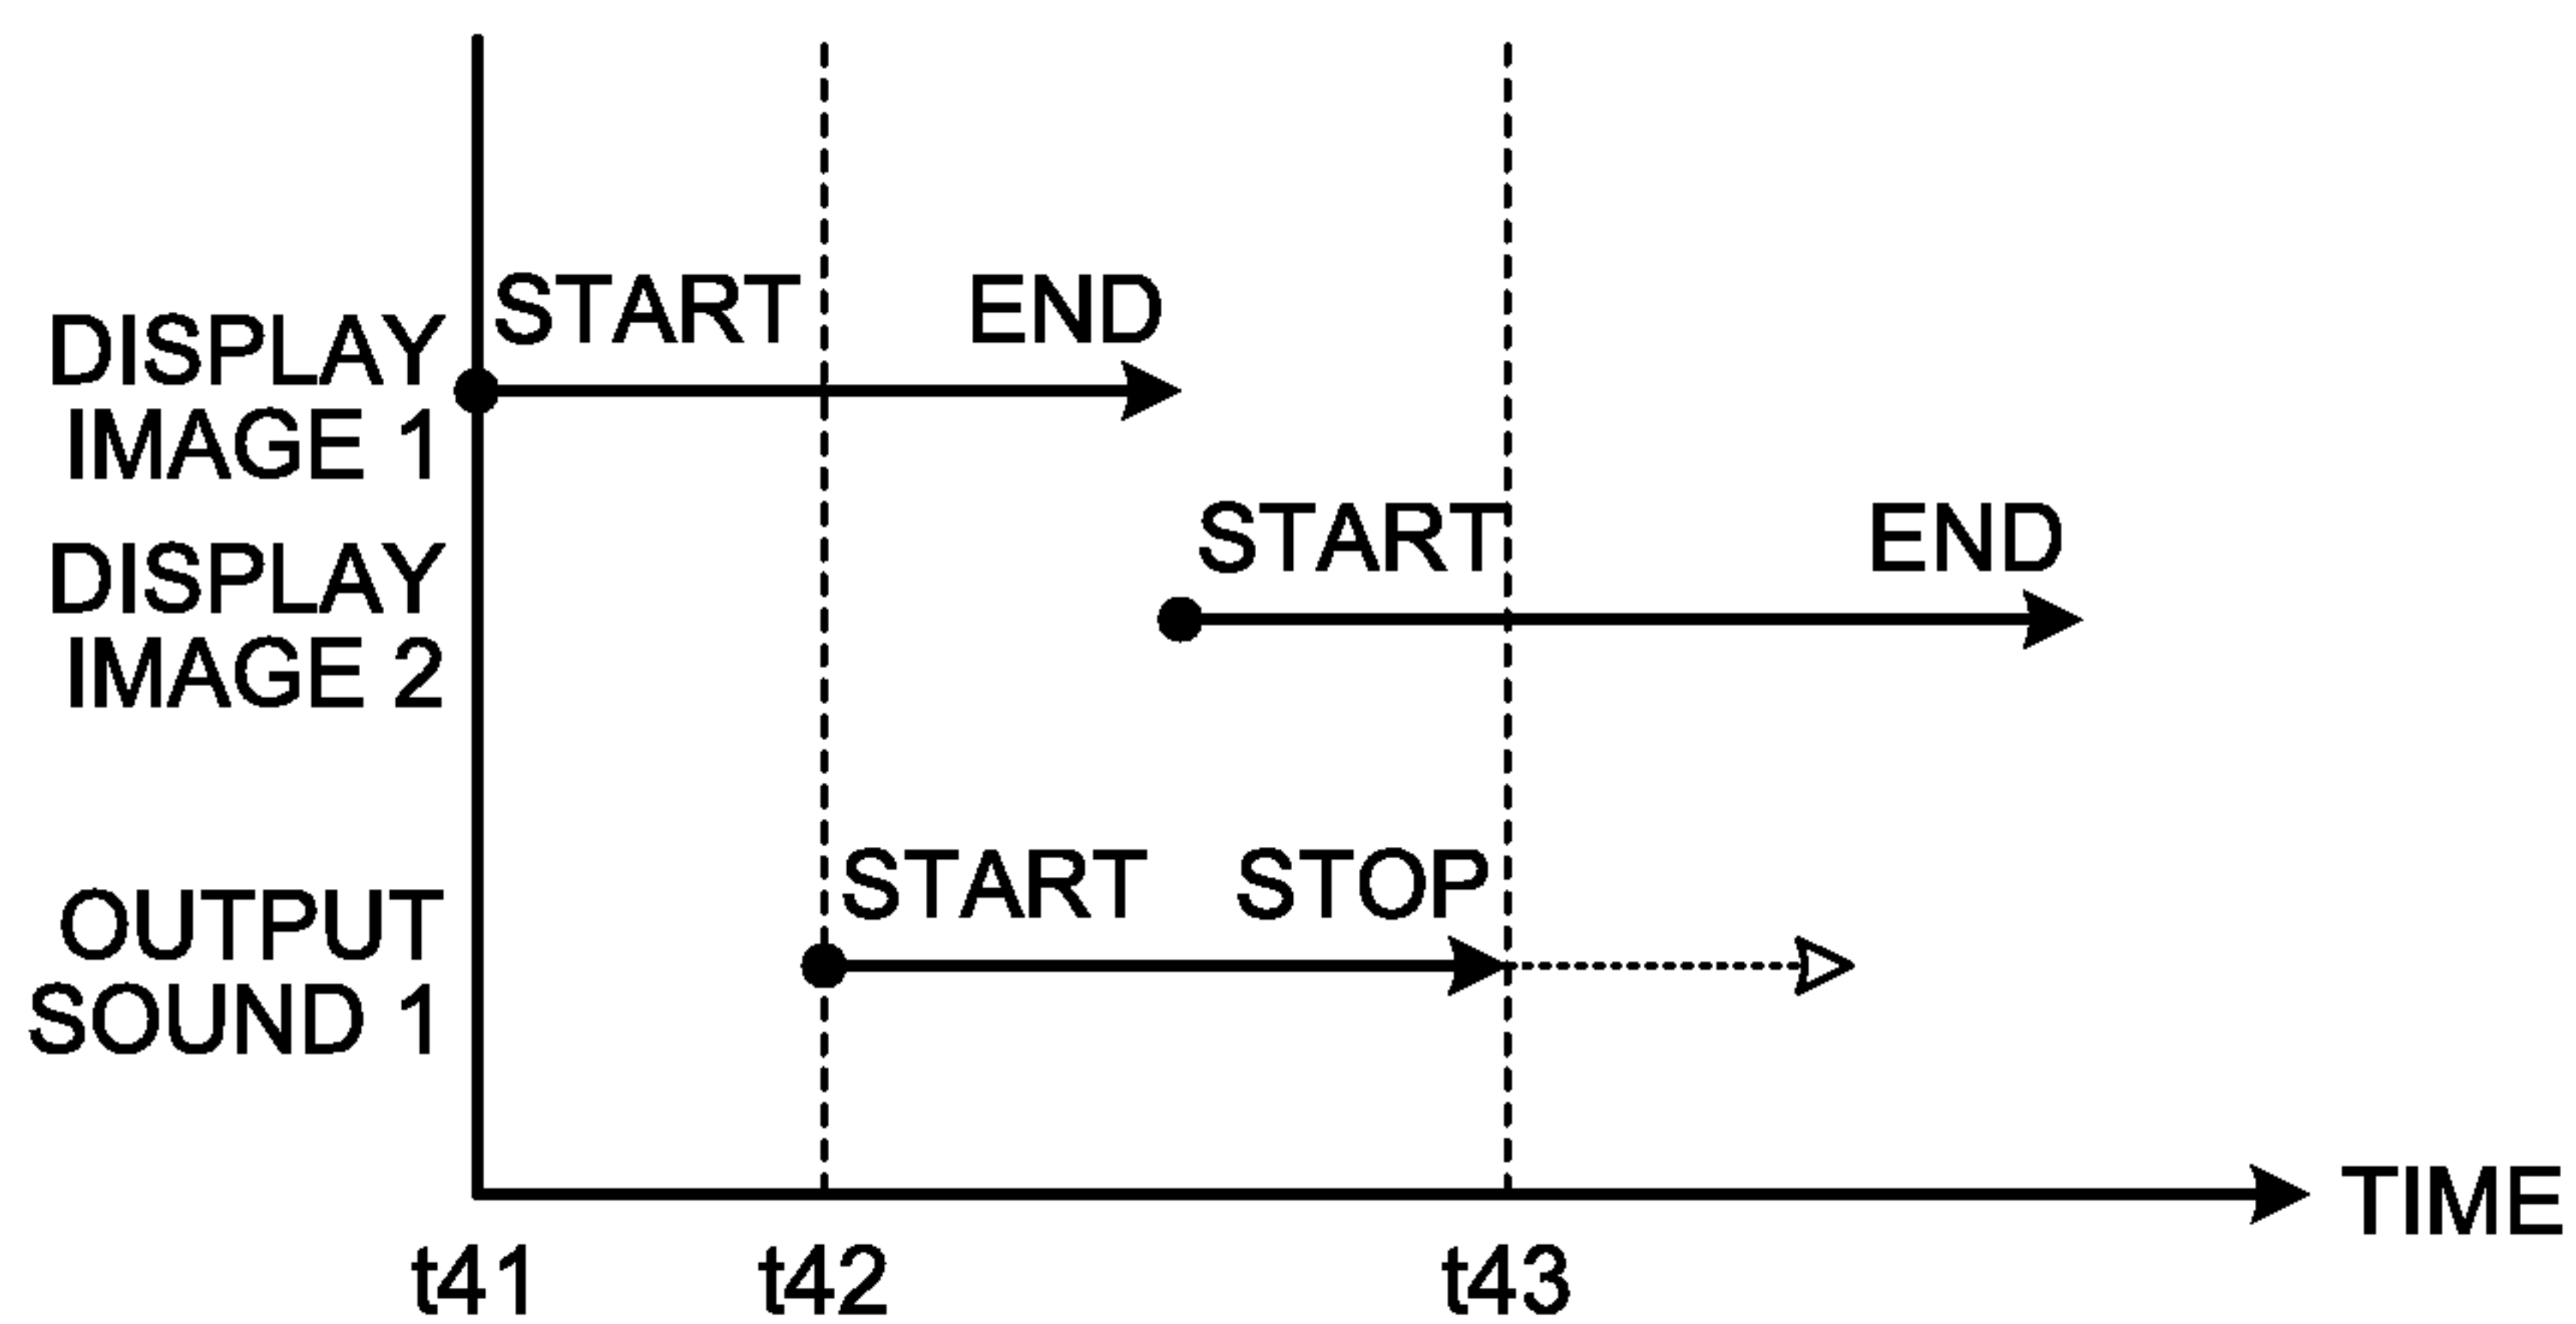 START END
DISPLAY
IMAGE 1
START END
DISPLAY
IMAGE 2
START STOP
OUTPUT
SOUND 1
TIME
t41 t42 t43